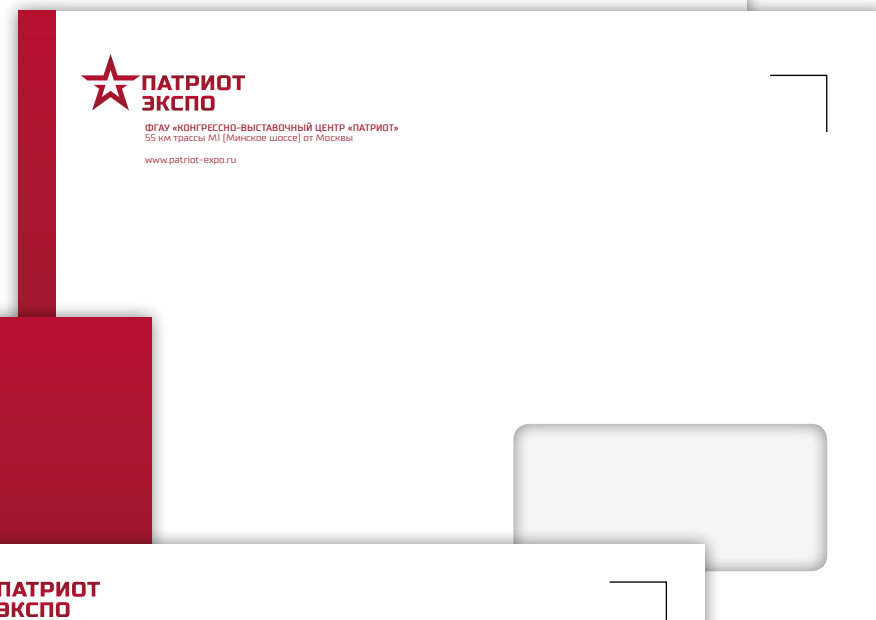 ПАТРИОТ
ЭКСПО
ФГАУ «КОНГРЕССНО-ВЫСТАВОЧНЫЙ ЦЕНТР «ПАТРИОТ»
55 км трассы М1 (Минское шоссе) от Москвы
www.patriot-expo.ru
ПАТРИОТ
ЭКСПО